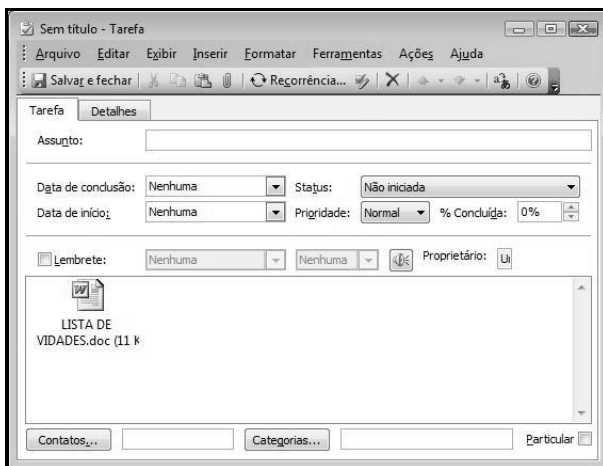 Sem título - Tarefa
Arquivo Editar Exibir Inserir Formatar Ferramentas Ações Ajuda
Salvar e fechar Recorrência...
Tarefa Detalhes
Assunto:
Data de conclusão: Nenhuma Status: Não iniciada
Data de início: Nenhuma Prioridade: Normal % Concluída: 0%
Lembrete: Nenhuma Nenhuma Proprietário:
LISTA DE
VIDADES.doc (11 K
Contatos... Categorias... Particular